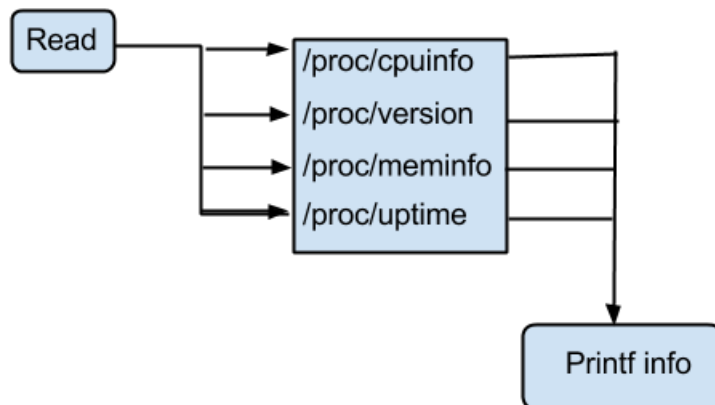 Read
/proc/cpuinfo
/proc/version
/proc/meminfo
/proc/uptime
Printf info